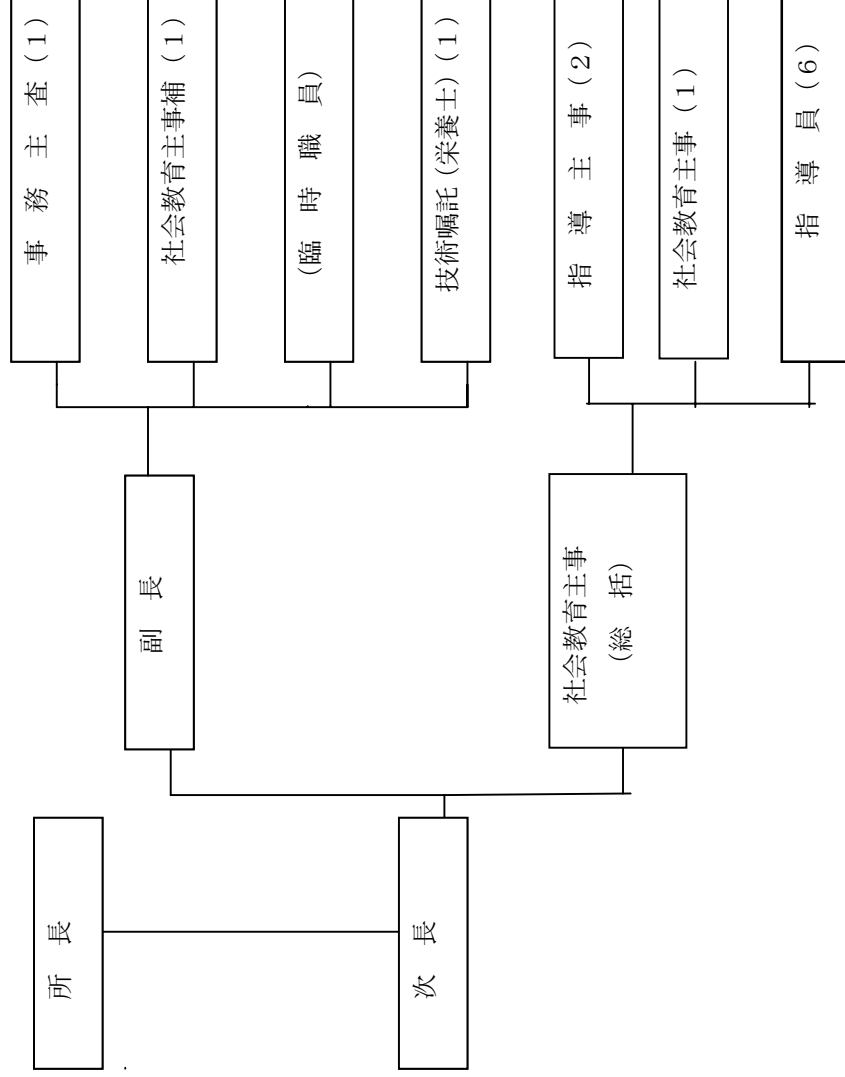 所　長
次　長
副　長
社会教育主事
（総　括）
事　務　主　査（１）
社会教育主事補（１）
（臨　時　職　員）
技術嘱託（栄養士）（１）
指　導　主　事（２）
社会教育主事（１）
指　導　員（６）